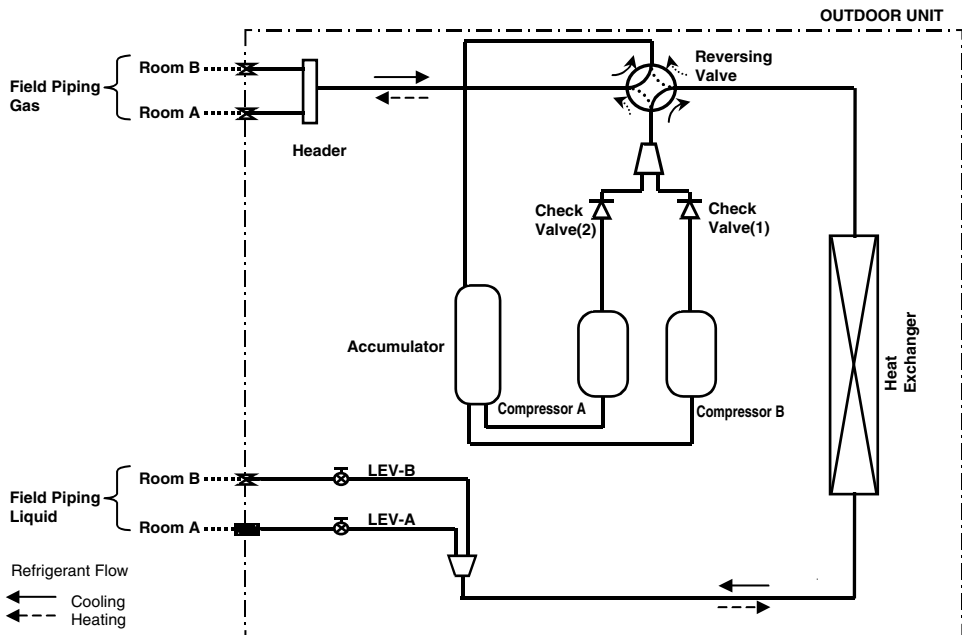 OUTDOOR UNIT
Field Piping
Gas
Room B
Room A
Header
Reversing
Valve
Check
Valve(2)
Check
Valve(1)
Accumulator
Compressor A
Compressor B
Heat
Exchanger
Field Piping
Liquid
Room B
Room A
LEV-B
LEV-A
Refrigerant Flow
Cooling
Heating